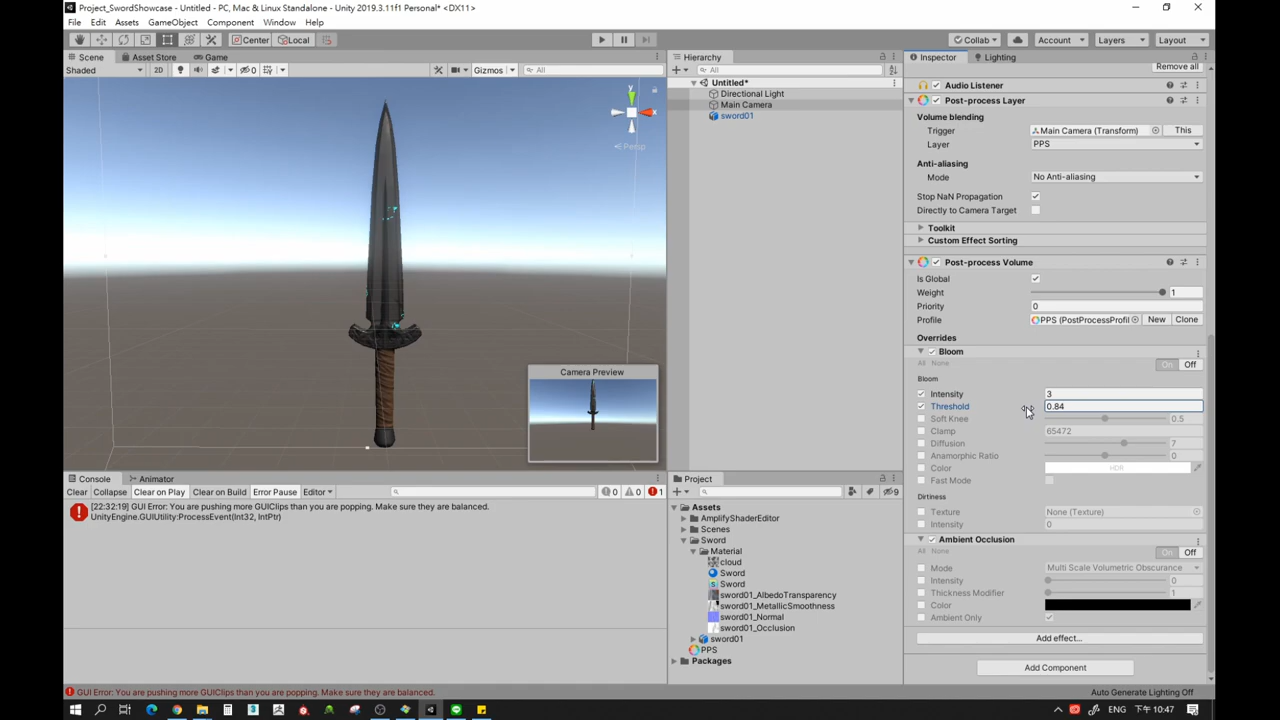 Project_SwordShowcase - Untitled - PC, Mac & Linux Standalone - Unity 2019.3.11f1 Personal* <DX11>
File Edit Assets GameObject Component Window Help
Center Local Collab Account Layers Layout
Scene Asset Store Game
Shaded 2D 0 Gizmos All
y
x
Persp
Camera Preview
Hierarchy
All
Untitled*
Directional Light
Main Camera
sword01
Inspector Lighting
Remove all
Audio Listener
Post-process Layer
Volume blending
Trigger Main Camera (Transform) This
Layer PPS
Anti-aliasing
Mode No Anti-aliasing
Stop NaN Propagation
Directly to Camera Target
Toolkit
Custom Effect Sorting
Post-process Volume
Is Global
Weight 1
Priority 0
Profile PPS (PostProcessProfil New Clone
Overrides
Bloom
All None On Off
Bloom
Intensity 3
Threshold 0.84
Soft Knee 0.5
Clamp 65472
Diffusion 7
Anamorphic Ratio 0
Color HDR
Fast Mode
Dirtiness
Texture None (Texture)
Intensity 0
Ambient Occlusion
All None On Off
Mode Multi Scale Volumetric Obscurance
Intensity 0
Thickness Modifier 1
Color
Ambient Only
Add effect...
Add Component
Console Animator
Clear Collapse Clear on Play Clear on Build Error Pause Editor 0 0 1
[22:32:19] GUI Error: You are pushing more GUIClips than you are popping. Make sure they are balanced.
UnityEngine.GUIUtility:ProcessEvent(Int32, IntPtr)
Project
9
Assets
AmplifyShaderEditor
Scenes
Sword
Material
cloud
Sword
Sword
sword01_AlbedoTransparency
sword01_MetallicSmoothness
sword01_Normal
sword01_Occlusion
sword01
PPS
Packages
GUI Error: You are pushing more GUIClips than you are popping. Make sure they are balanced.
Auto Generate Lighting Off
ENG 下午 10:47